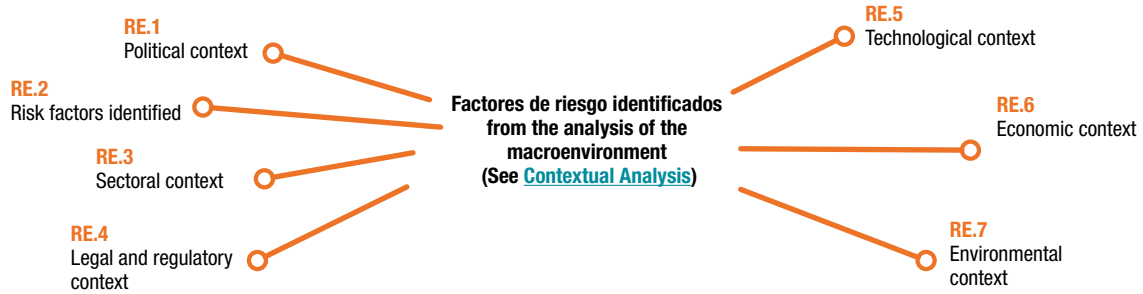 RE.1
Political context
RE.2
Risk factors identified
RE.3
Sectoral context
RE.4
Legal and regulatory
context
Factores de riesgo identificados
from the analysis of the
macroenvironment
(See Contextual Analysis)
RE.5
Technological context
RE.6
Economic context
RE.7
Environmental
context